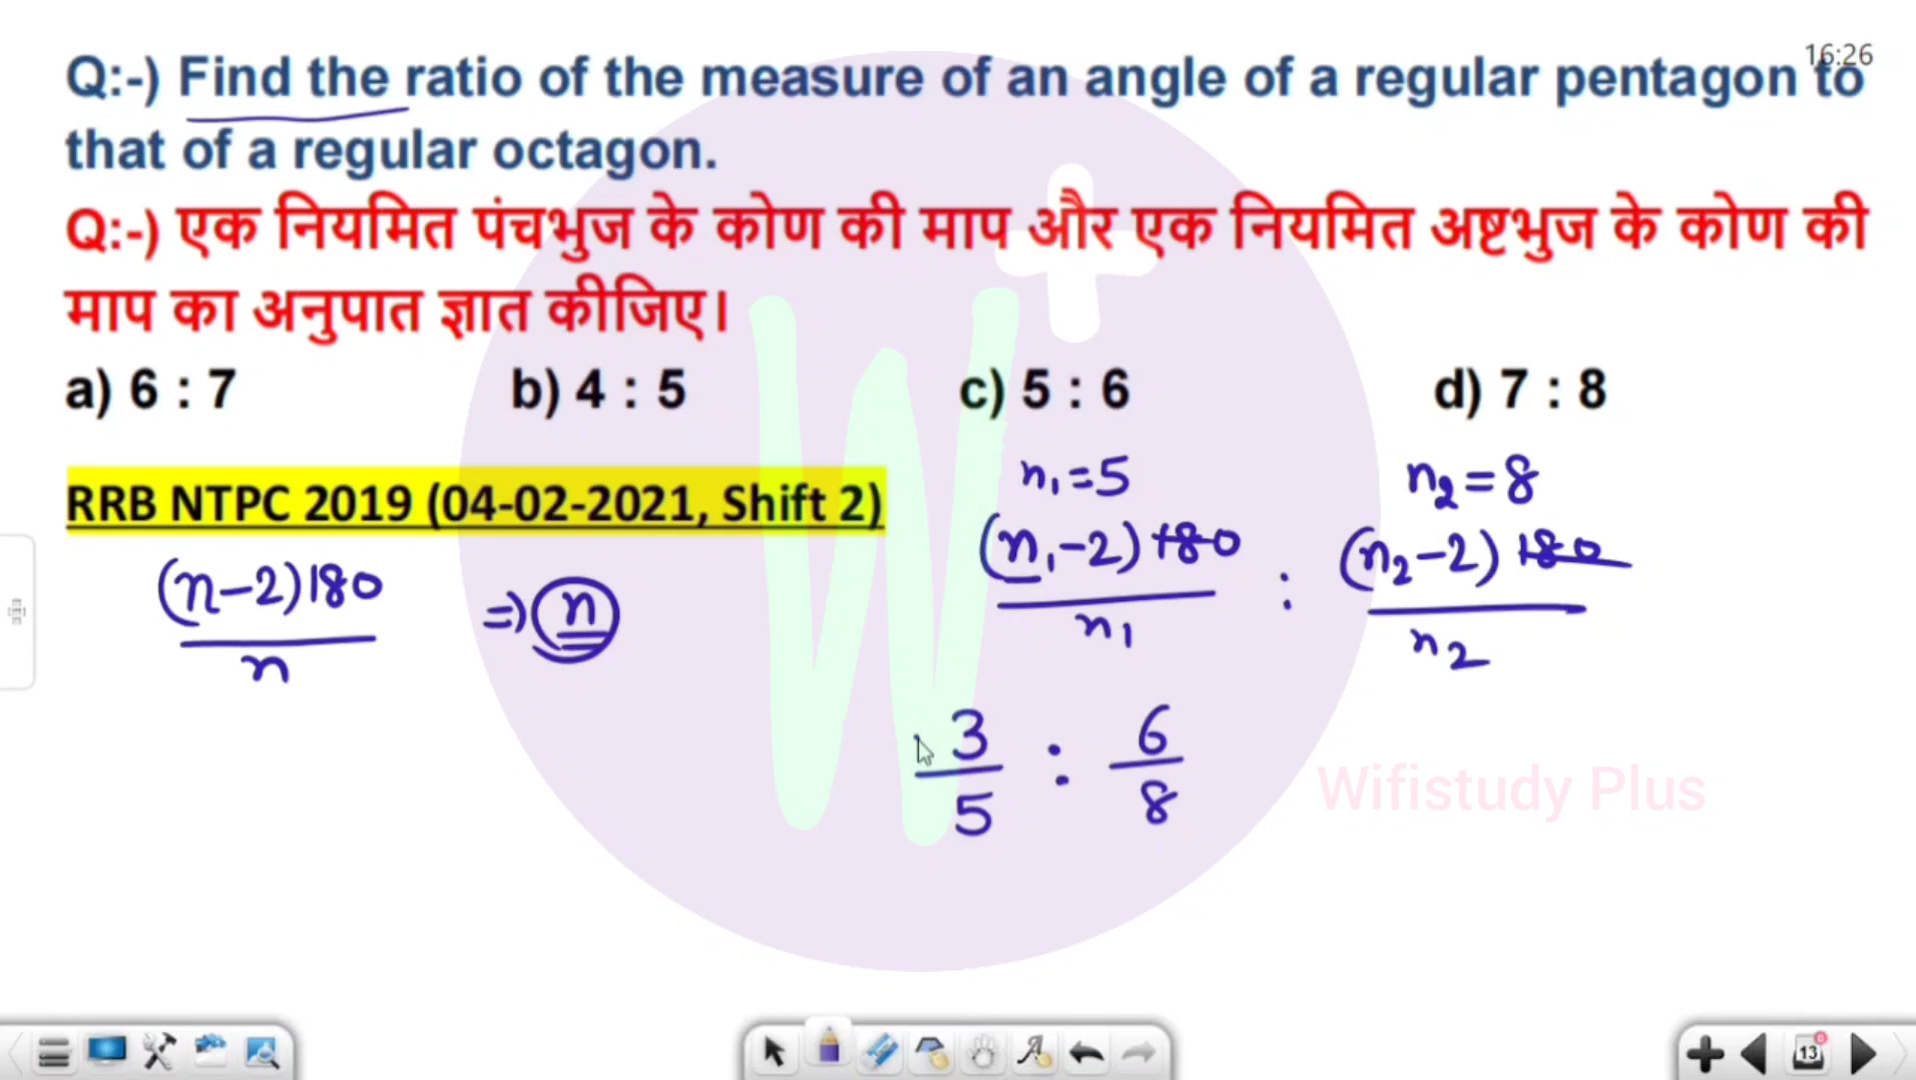 16:26
Q:-) Find the ratio of the measure of an angle of a regular pentagon to
that of a regular octagon.
Q:-) एक नियमित पंचभुज के कोण की माप और एक नियमित अष्टभुज के कोण की
माप का अनुपात ज्ञात कीजिए।
a) 6 : 7 b) 4 : 5 c) 5 : 6 d) 7 : 8
RRB NTPC 2019 (04-02-2021, Shift 2)
n₁=5 n₂=8
(n-2)180/n ⇒ n (n₁-2)180/n₁ : (n₂-2)180/n₂
3/5 : 6/8
Wifistudy Plus
13